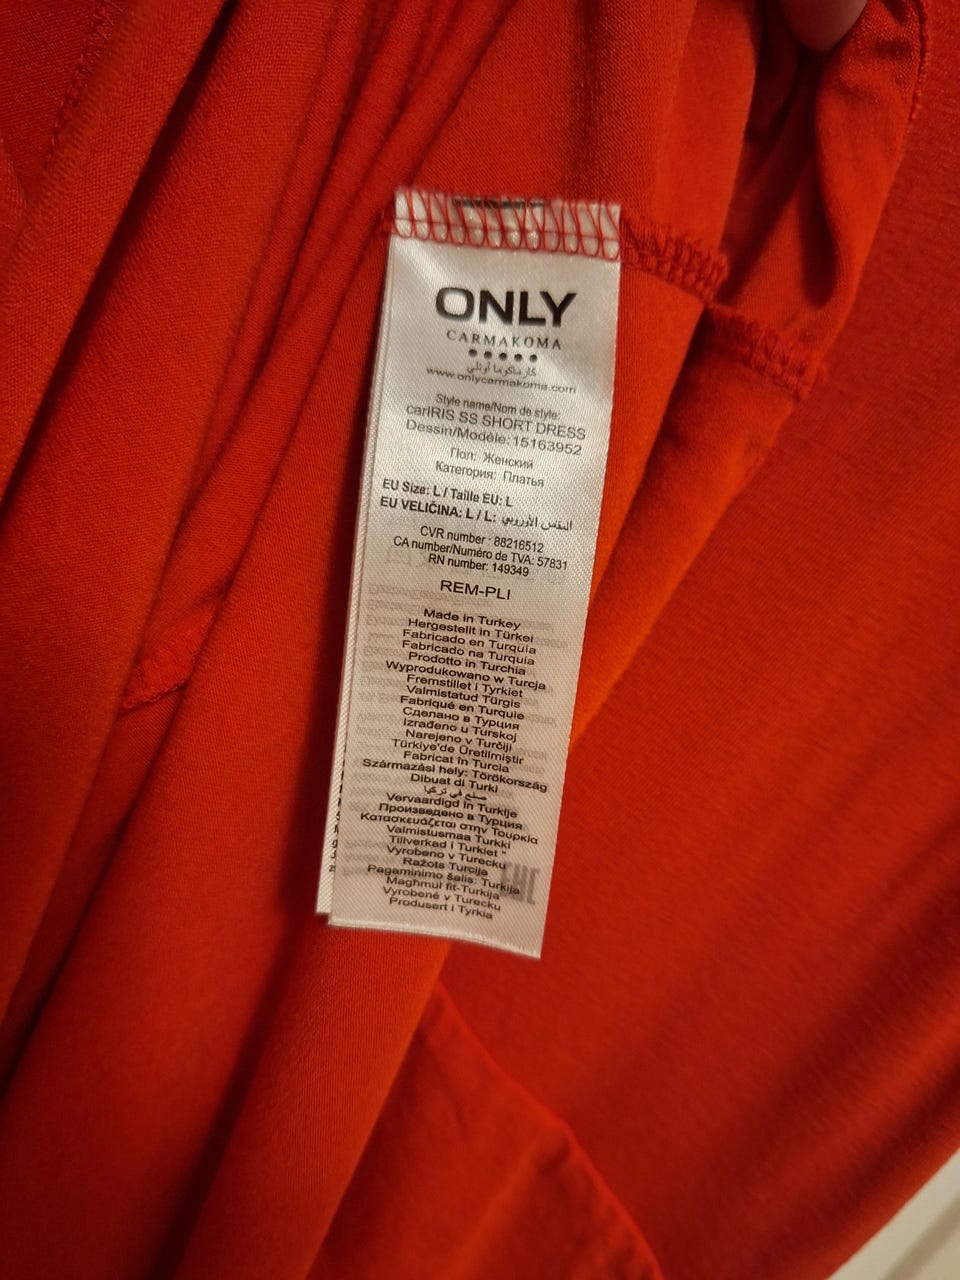 ONLY
CARMAKOMA
كارماكوما أونلي
www.onlycarmakoma.com
Style name/Nom de style:
carIRIS SS SHORT DRESS
Dessin/Modèle:15163952
Пол: Женский
Категория: Платья
EU Size: L / Taille EU: L
EU VELIČINA: L / L: المقاس الأوروبي
CVR number : 88216512
CA number/Numéro de TVA: 57831
RN number: 149349
REM-PLI
Made in Turkey
Hergestellt in Türkei
Fabricado en Turquia
Fabricado na Turquia
Prodotto in Turchia
Wyprodukowano w Turcja
Fremstillet i Tyrkiet
Valmistatud Türgis
Fabriqué en Turquie
Сделано в Турция
Izrađeno u Turskoj
Narejeno v Turčiji
Türkiye'de Üretilmiştir
Fabricat în Turcia
Származási hely: Törökország
Dibuat di Turki
صنع في تركيا
Vervaardigd in Turkije
Произведено в Турция
Κατασκευάζεται στην Τουρκία
Valmistusmaa Turkki
Tillverkad i Turkiet "
Vyrobeno v Turecku
Ražots Turcija
Pagaminimo šalis: Turkija
Magħmul fit-Turkija
Vyrobené v Turecku
Produsert i Tyrkia